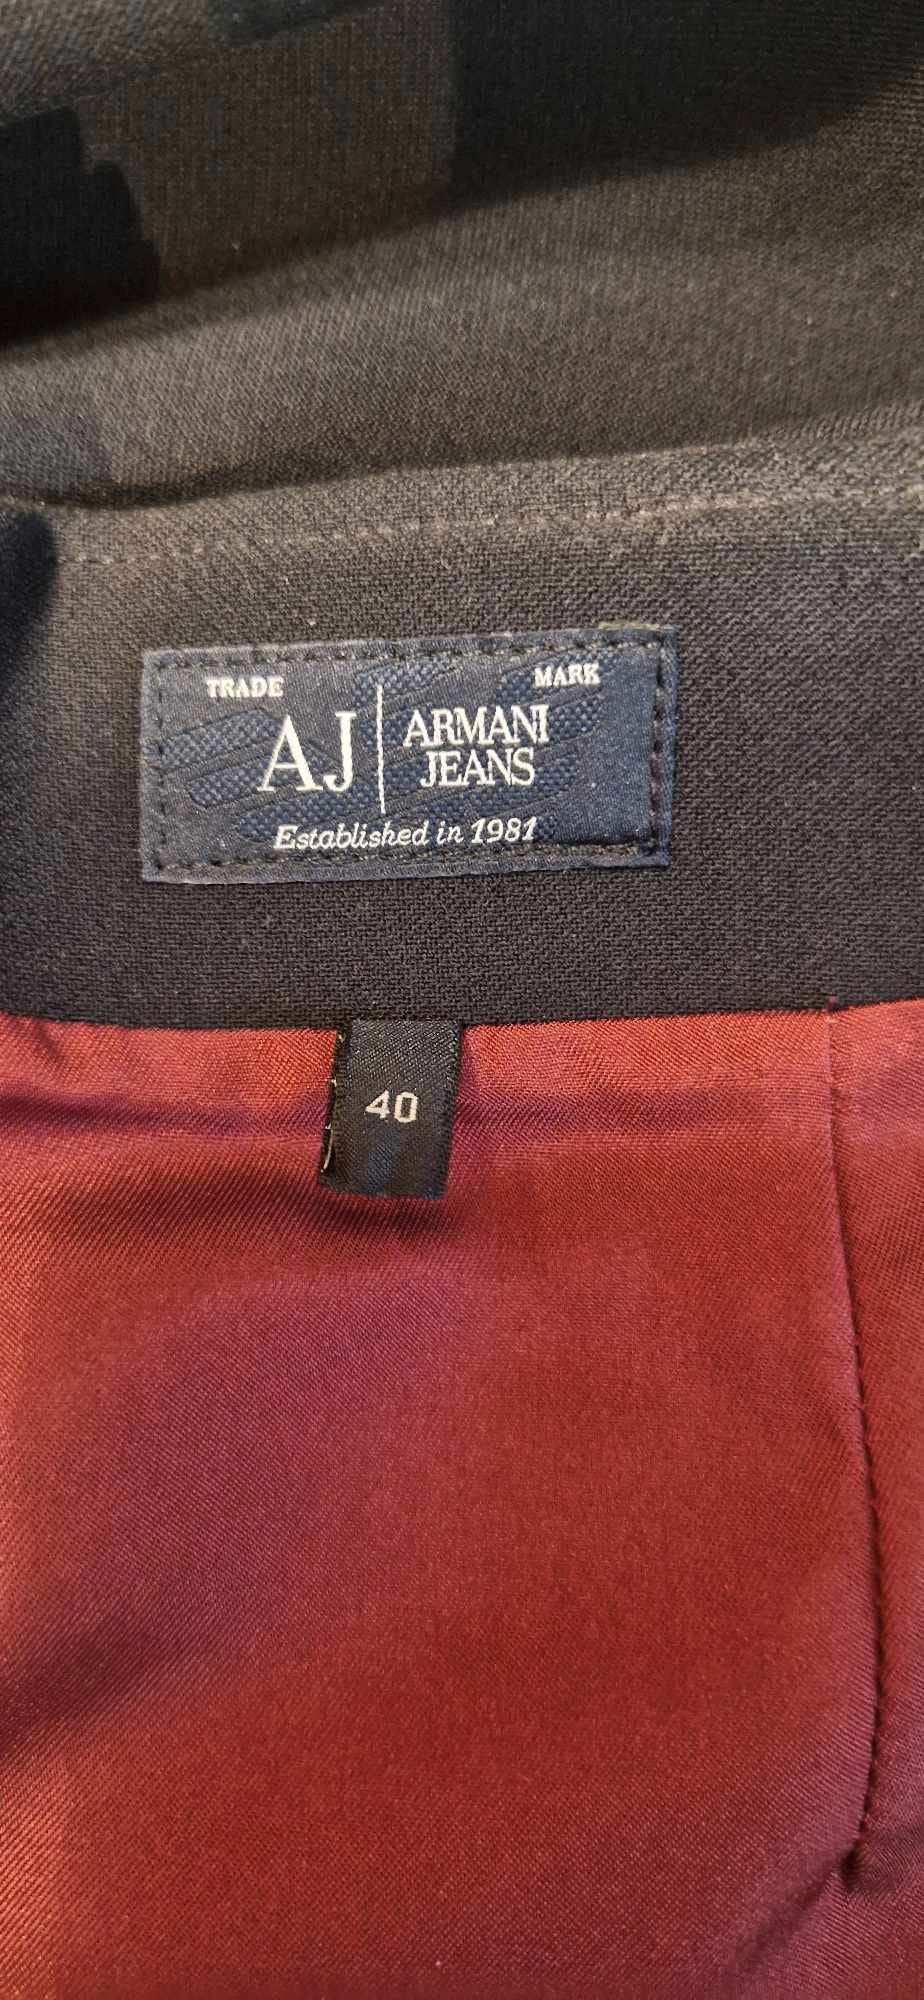 TRADE MARK
AJ ARMANI
JEANS
Established in 1981
40